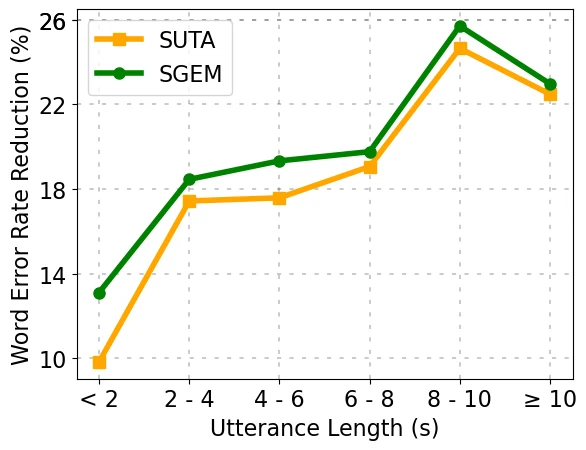 Word Error Rate Reduction (%)
26
22
18
14
10
SUTA
SGEM
< 2
2 - 4
4 - 6
6 - 8
8 - 10
≥ 10
Utterance Length (s)